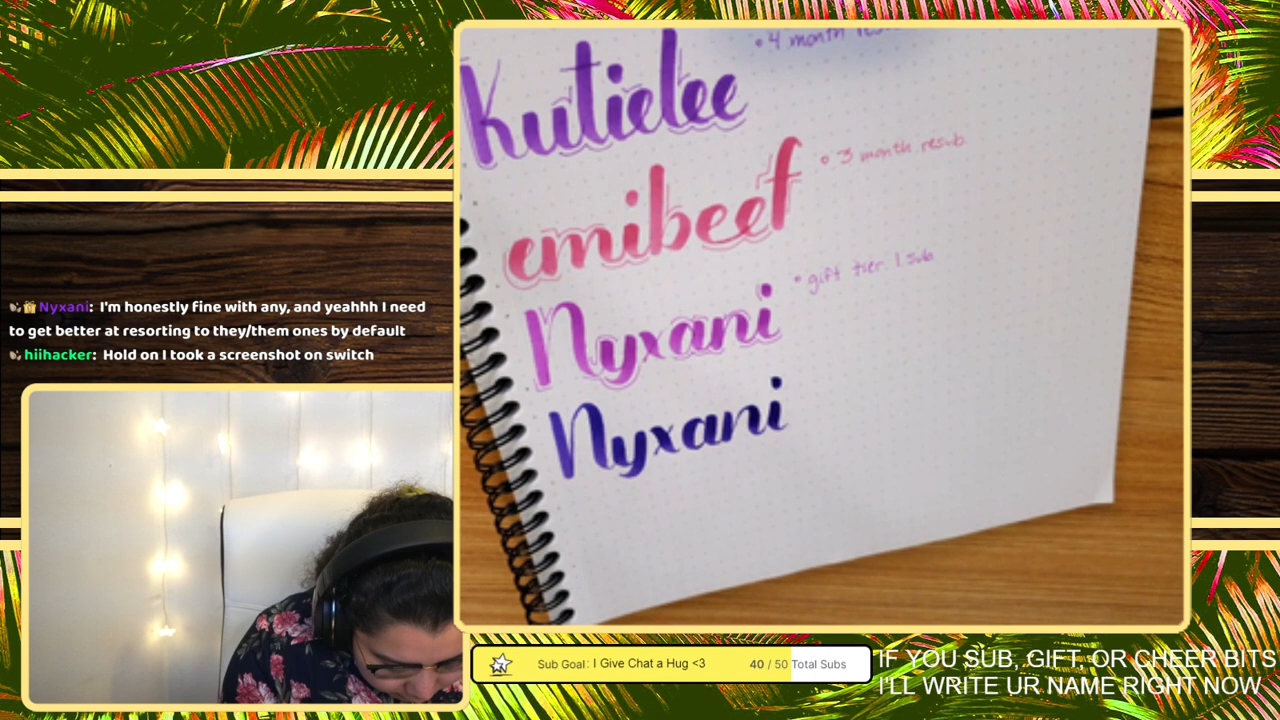 Kutielee
• 4 month resub
emibeef
• 3 month resub
Nyxani
• gift tier 1 sub
Nyxani
Nyxani: I'm honestly fine with any, and yeahhh I need
to get better at resorting to they/them ones by default
hiihacker: Hold on I took a screenshot on switch
Sub Goal: I Give Chat a Hug <3
40 / 50 Total Subs
IF YOU SUB, GIFT, OR CHEER BITS
I'LL WRITE UR NAME RIGHT NOW